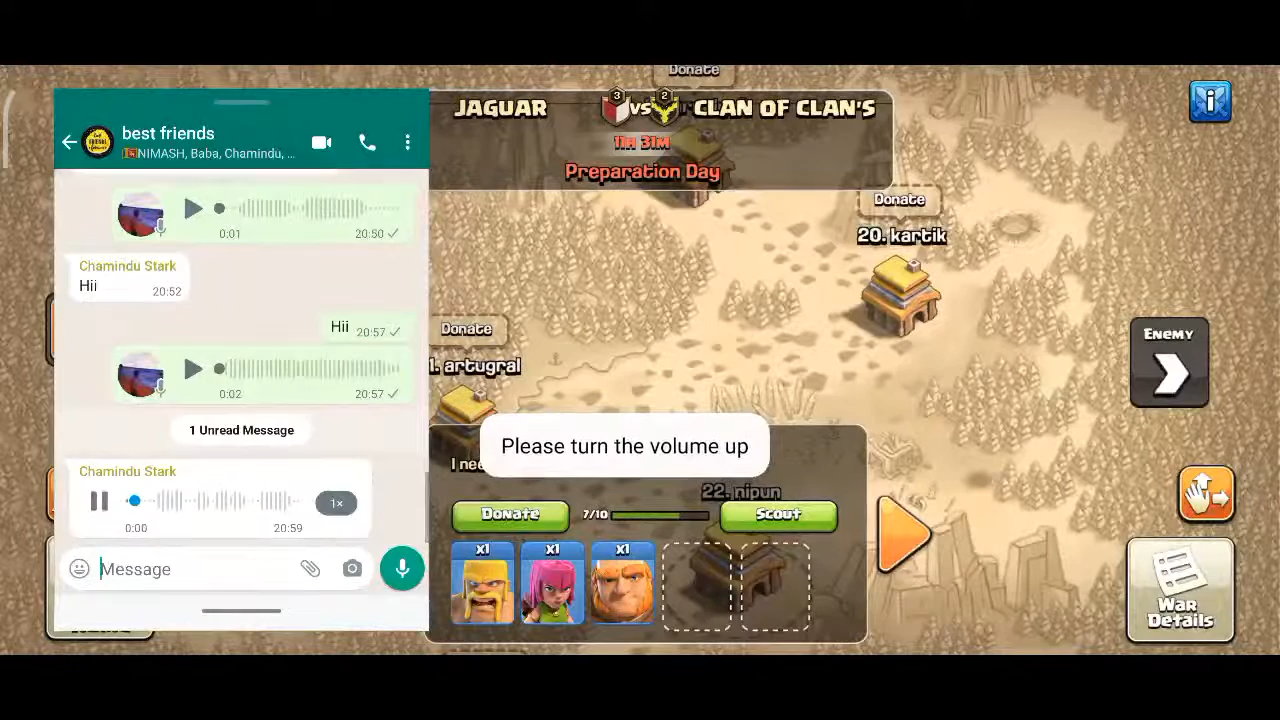 best friends
NIMASH, Baba, Chamindu, ...
0:01
20:50
Chamindu Stark
Hii
20:52
Hii 20:57
0:02
20:57
1 Unread Message
Chamindu Stark
1×
0:00
20:59
Message
Donate
JAGUAR
3
vs
2
CLAN OF CLAN'S
11H 31M
Preparation Day
Donate
20. kartik
Donate
1. artugral
ENEMY
Please turn the volume up
I nee
22. nipun
Donate
7/10
Scout
x1
x1
x1
War
Details